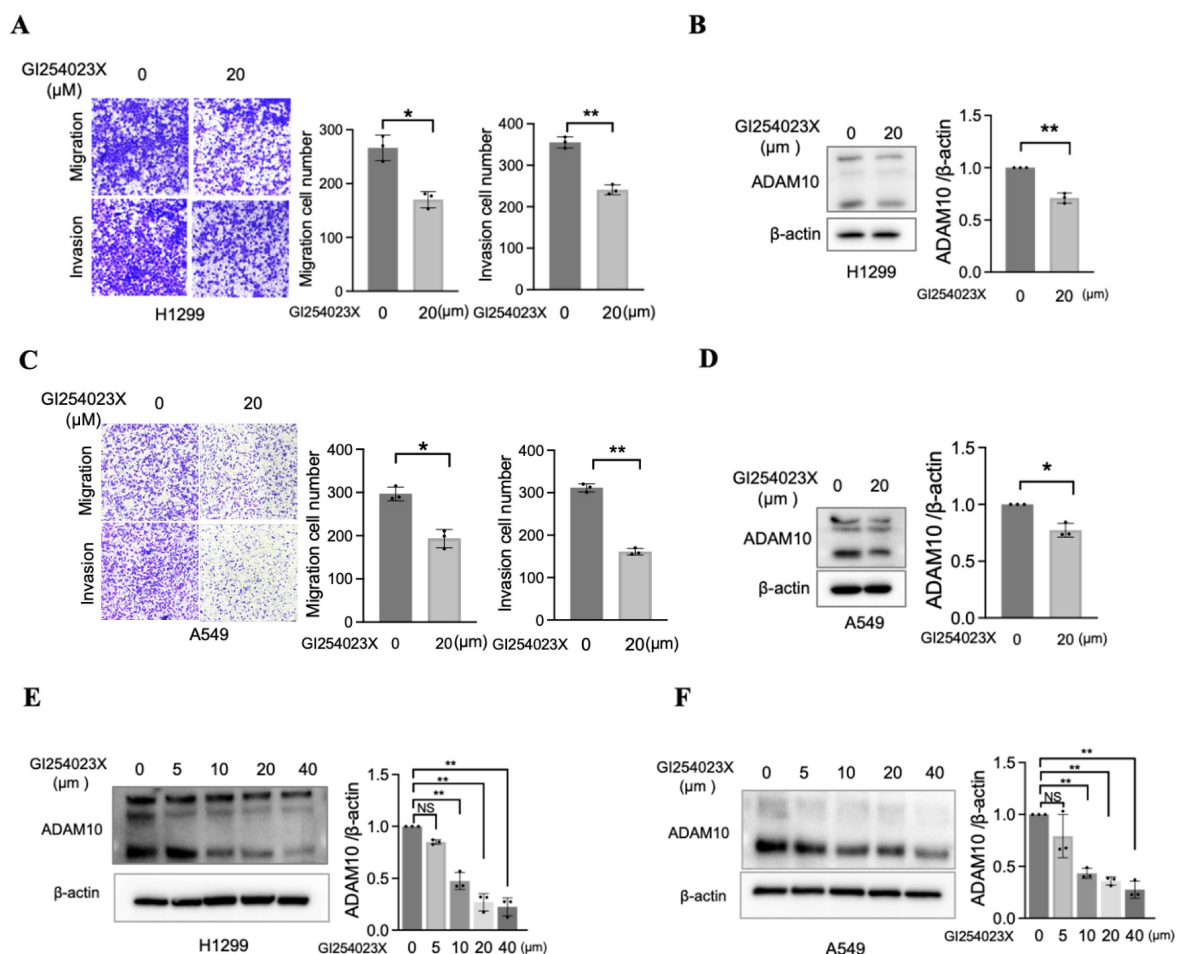 A
GI254023X
(μM)
0 20
Migration
Invasion
H1299
Migration cell number
300
200
100
0
*
GI254023X 0 20(μm)
Invasion cell number
400
300
200
100
0
**
GI254023X 0 20(μm)
B
GI254023X
(μm )
0 20
ADAM10
β-actin
H1299
ADAM10 /β-actin
1.5
1.0
0.5
0.0
**
GI254023X 0 20 (μm)
C
GI254023X
(μM)
0 20
Migration
Invasion
A549
Migration cell number
400
300
200
100
0
*
GI254023X 0 20(μm)
Invasion cell number
400
300
200
100
0
**
GI254023X 0 20(μm)
D
GI254023X
(μm )
0 20
ADAM10
β-actin
A549
ADAM10 /β-actin
1.5
1.0
0.5
0.0
*
GI254023X 0 20 (μm)
E
GI254023X
(μm )
0 5 10 20 40
ADAM10
β-actin
H1299
ADAM10 /β-actin
1.5
1.0
0.5
0.0
**
**
**
NS
GI254023X 0 5 10 20 40 (μm)
F
GI254023X
(μm )
0 5 10 20 40
ADAM10
β-actin
A549
ADAM10 /β-actin
1.5
1.0
0.5
0.0
**
**
**
NS
GI254023X 0 5 10 20 40 (μm)